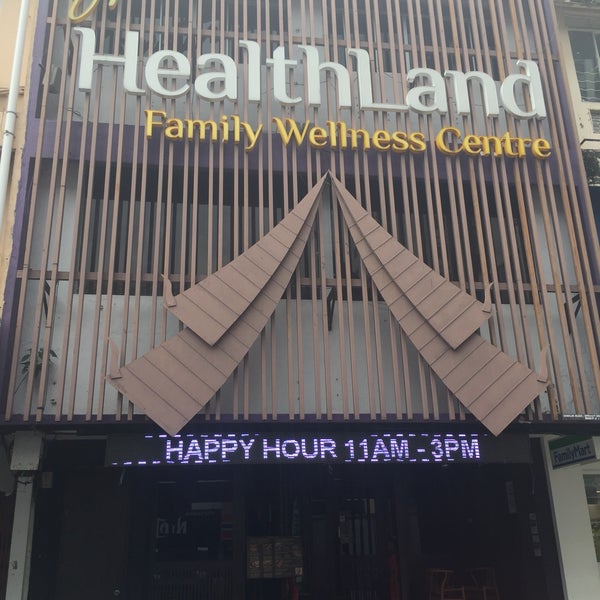 HealthLand
Family Wellness Centre
HAPPY HOUR 11AM - 3PM
FamilyMart